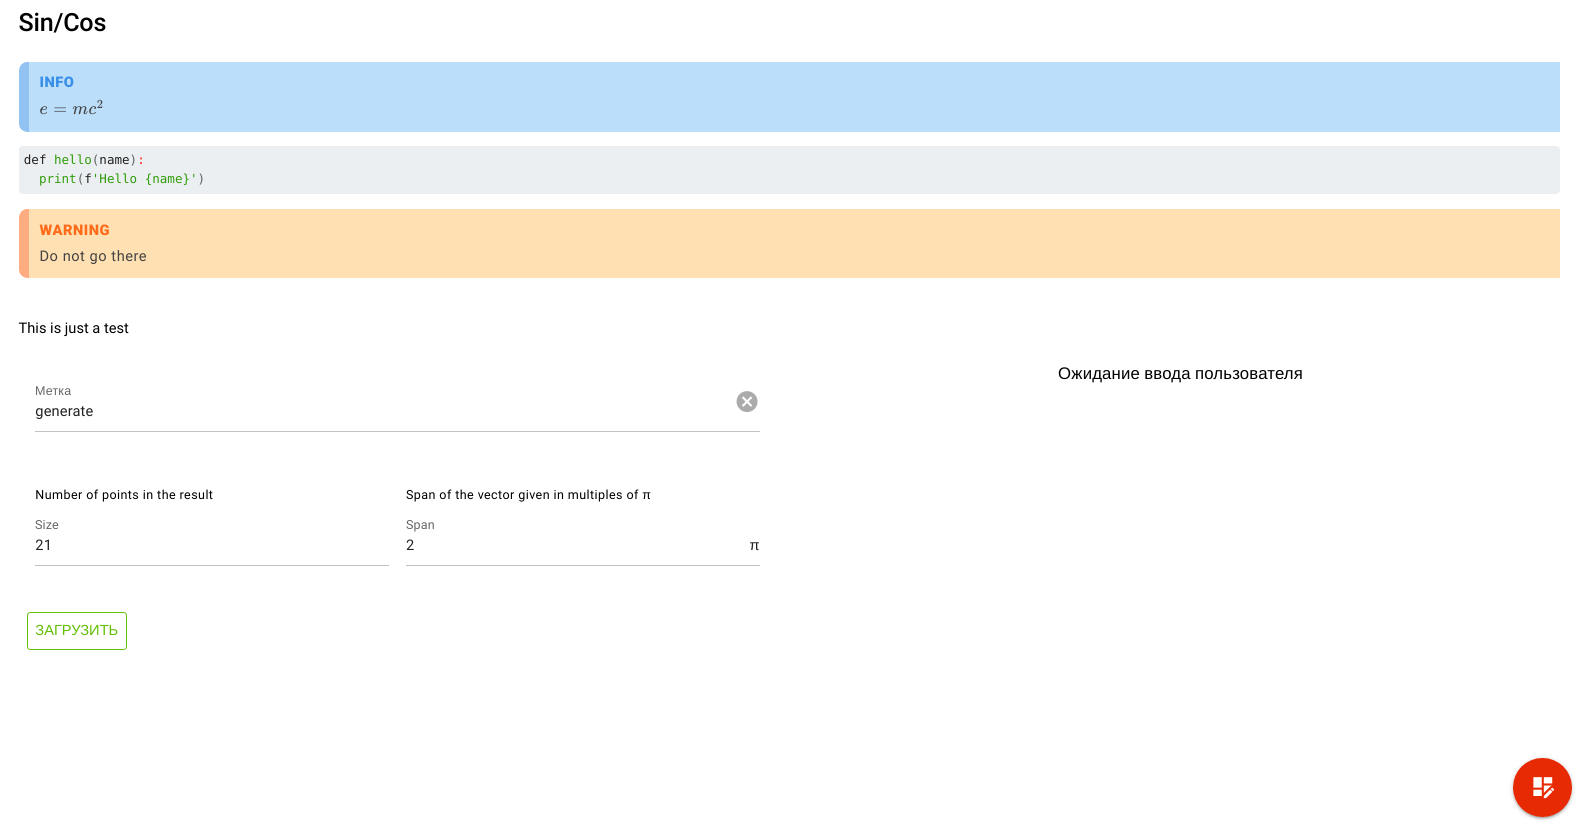 Sin/Cos
INFO
e = mc²
def hello(name):
  print(f'Hello {name}')
WARNING
Do not go there
This is just a test
Ожидание ввода пользователя
Метка
generate
Number of points in the result
Span of the vector given in multiples of π
Size
Span
21
2 π
ЗАГРУЗИТЬ